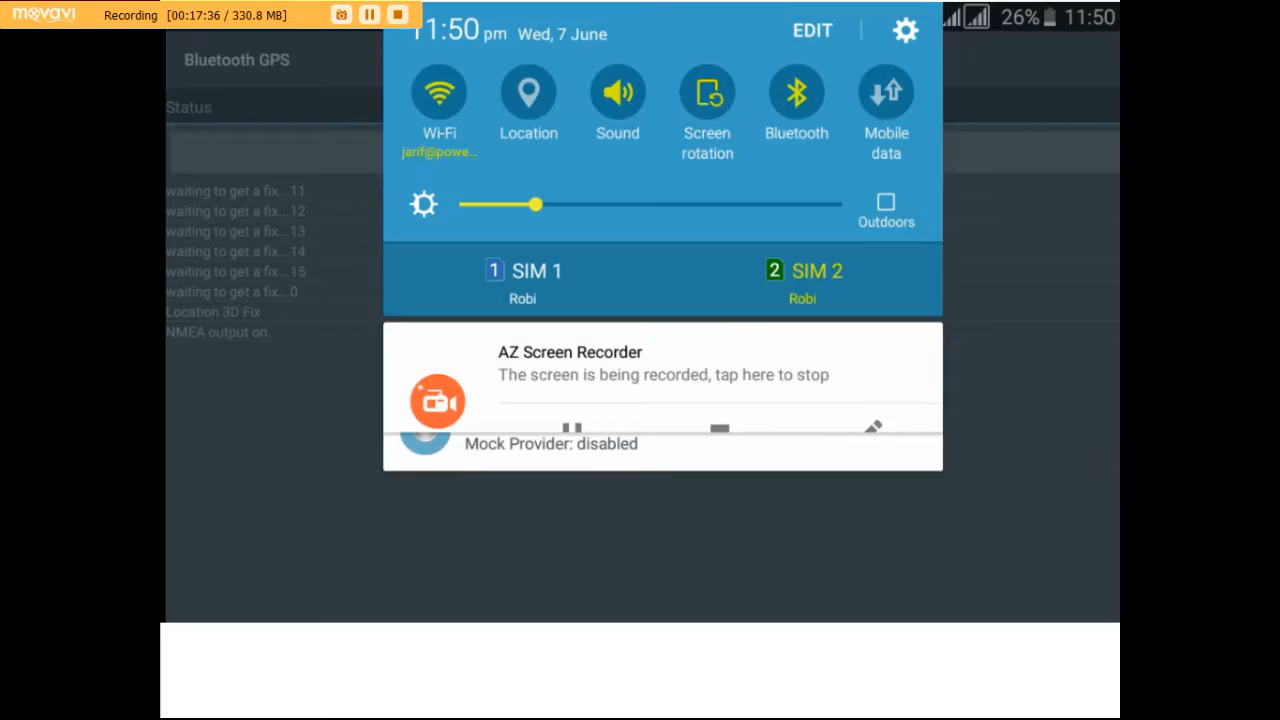 movavi Recording [00:17:36 / 330.8 MB]
11:50 pm Wed, 7 June EDIT
26% 11:50
Bluetooth GPS
Status
Wi-Fi Location Sound Screen rotation Bluetooth Mobile data
jarif@powe..
Outdoors
1 SIM 1 2 SIM 2
Robi Robi
waiting to get a fix...11
waiting to get a fix...12
waiting to get a fix...13
waiting to get a fix...14
waiting to get a fix...15
waiting to get a fix...0
Location 3D Fix
NMEA output on.
AZ Screen Recorder
The screen is being recorded, tap here to stop
Mock Provider: disabled